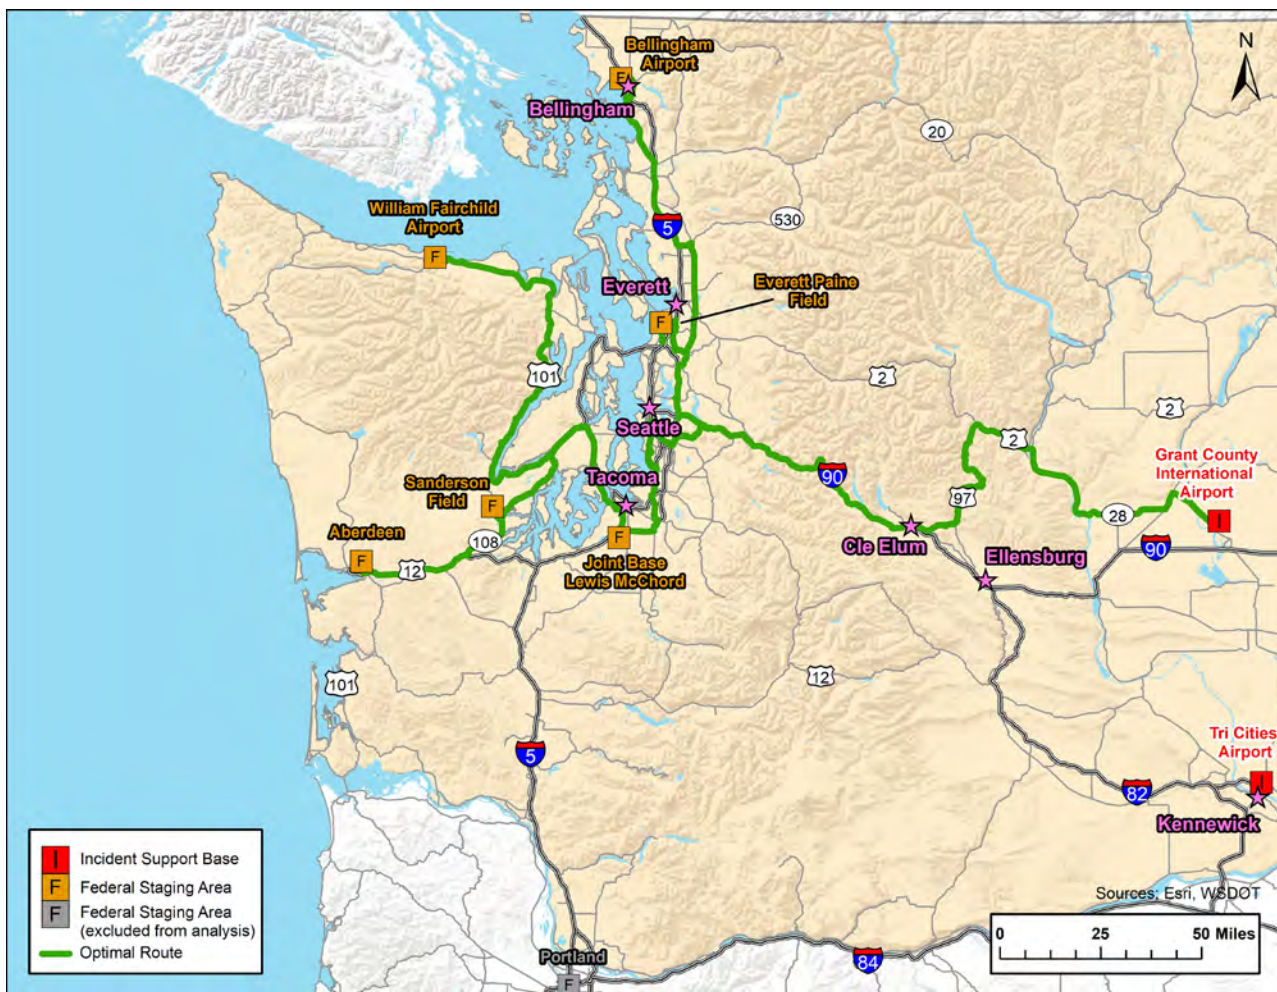 Bellingham
Airport
N
F
Bellingham
20
William Fairchild
Airport
530
5
F
Everett
Everett Paine
Field
F
101
2
2
Seattle
2
Grant County
International
Airport
Tacoma
90
97
Sanderson
Field
F
28
I
Aberdeen
108
F
Cle Elum
90
F
12
Joint Base
Lewis McChord
Ellensburg
101
12
5
Tri Cities
Airport
I
82
Kennewick
I
Incident Support Base
F
Federal Staging Area
F
Federal Staging Area
(excluded from analysis)
Optimal Route
Sources; Esri, WSDOT
0 25 50 Miles
Portland
F
84